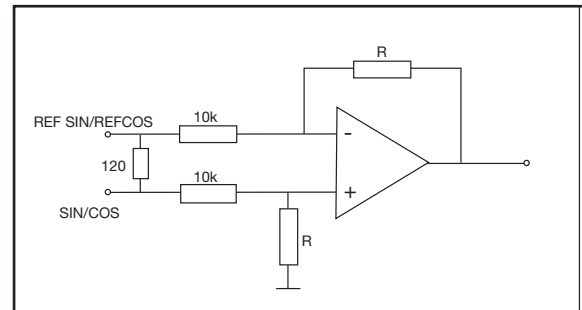 R
10k
REF SIN/REFCOS
-
120
10k
+
SIN/COS
R